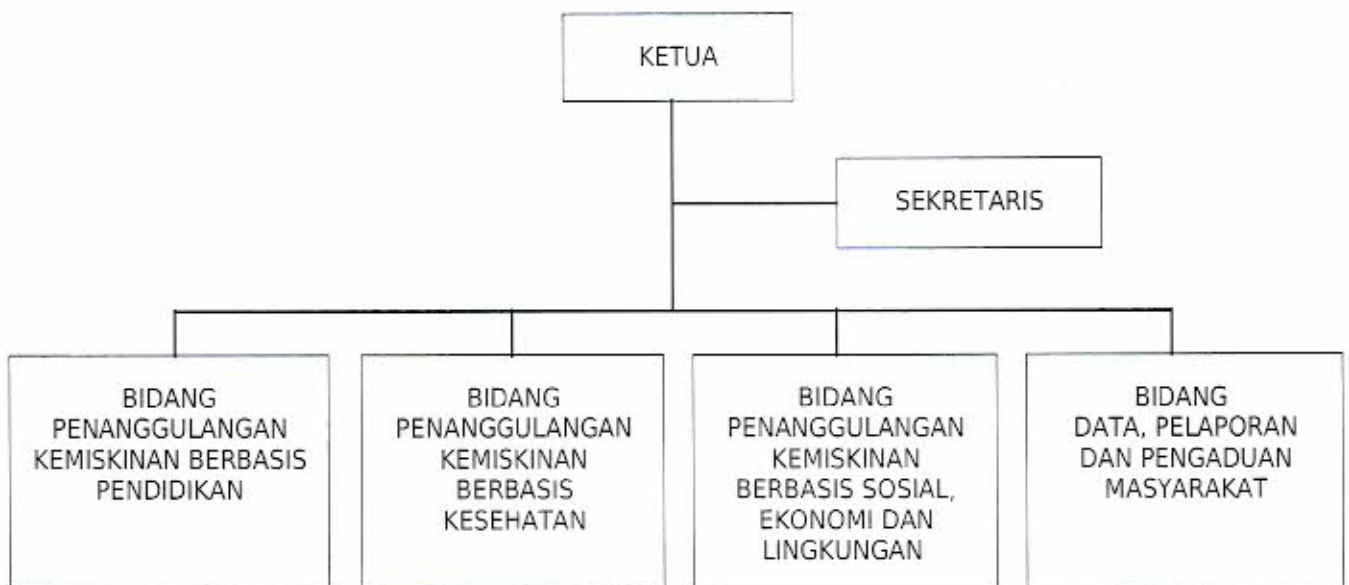 KETUA
SEKRETARIS
BIDANG
PENANGGULANGAN
KEMISKINAN BERBASIS
PENDIDIKAN
BIDANG
PENANGGULANGAN
KEMISKINAN
BERBASIS
KESEHATAN
BIDANG
PENANGGULANGAN
KEMISKINAN
BERBASIS SOSIAL,
EKONOMI DAN
LINGKUNGAN
BIDANG
DATA, PELAPORAN
DAN PENGADUAN
MASYARAKAT